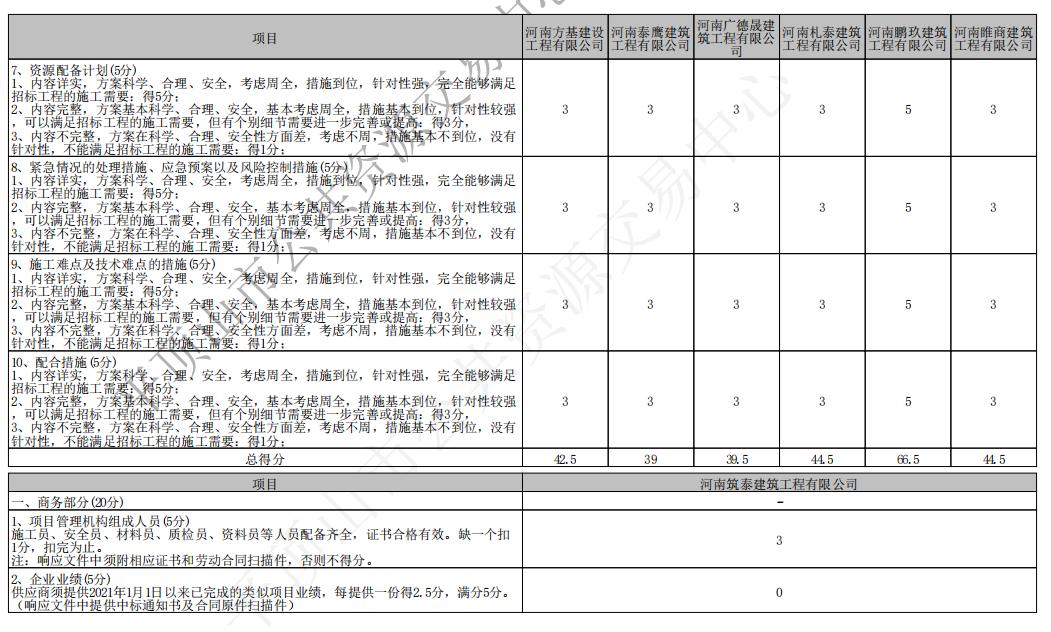 项目
河南方基建设工程有限公司
河南泰鹰建筑工程有限公司
河南广德晟建筑工程有限公司
河南札泰建筑工程有限公司
河南鹏玖建筑工程有限公司
河南睢商建筑工程有限公司
7、资源配备计划(5分)
1、内容详实，方案科学、合理、安全，考虑周全，措施到位，针对性强，完全能够满足
招标工程的施工需要：得5分；
2、内容完整，方案基本科学、合理、安全，基本考虑周全，措施基本到位，针对性较强
，可以满足招标工程的施工需要，但有个别细节需要进一步完善或提高：得3分，
3、内容不完整，方案在科学、合理、安全性方面差，考虑不周，措施基本不到位，没有
针对性，不能满足招标工程的施工需要：得1分；
3 3 3 3 5 3
8、紧急情况的处理措施、应急预案以及风险控制措施(5分)
1、内容详实，方案科学、合理、安全，考虑周全，措施到位，针对性强，完全能够满足
招标工程的施工需要：得5分；
2、内容完整，方案基本科学、合理、安全，基本考虑周全，措施基本到位，针对性较强
，可以满足招标工程的施工需要，但有个别细节需要进一步完善或提高：得3分，
3、内容不完整，方案在科学、合理、安全性方面差，考虑不周，措施基本不到位，没有
针对性，不能满足招标工程的施工需要：得1分；
3 3 3 3 5 3
9、施工难点及技术难点的措施(5分)
1、内容详实，方案科学、合理、安全，考虑周全，措施到位，针对性强，完全能够满足
招标工程的施工需要：得5分；
2、内容完整，方案基本科学、合理、安全，基本考虑周全，措施基本到位，针对性较强
，可以满足招标工程的施工需要，但有个别细节需要进一步完善或提高：得3分，
3、内容不完整，方案在科学、合理、安全性方面差，考虑不周，措施基本不到位，没有
针对性，不能满足招标工程的施工需要：得1分；
3 3 3 3 5 3
10、配合措施(5分)
1、内容详实，方案科学、合理、安全，考虑周全，措施到位，针对性强，完全能够满足
招标工程的施工需要：得5分；
2、内容完整，方案基本科学、合理、安全，基本考虑周全，措施基本到位，针对性较强
，可以满足招标工程的施工需要，但有个别细节需要进一步完善或提高：得3分，
3、内容不完整，方案在科学、合理、安全性方面差，考虑不周，措施基本不到位，没有
针对性，不能满足招标工程的施工需要：得1分；
3 3 3 3 5 3
总得分 42.5 39 39.5 44.5 66.5 44.5
项目 河南筑泰建筑工程有限公司
一、商务部分(20分) -
1、项目管理机构组成人员(5分)
施工员、安全员、材料员、质检员、资料员等人员配备齐全，证书合格有效。缺一个扣
1分，扣完为止。
注：响应文件中须附相应证书和劳动合同扫描件，否则不得分。
3
2、企业业绩(5分)
供应商须提供2021年1月1日以来已完成的类似项目业绩，每提供一份得2.5分，满分5分。
（响应文件中提供中标通知书及合同原件扫描件）
0
平顶山市公共资源交易中心
平顶山市公共资源交易中心